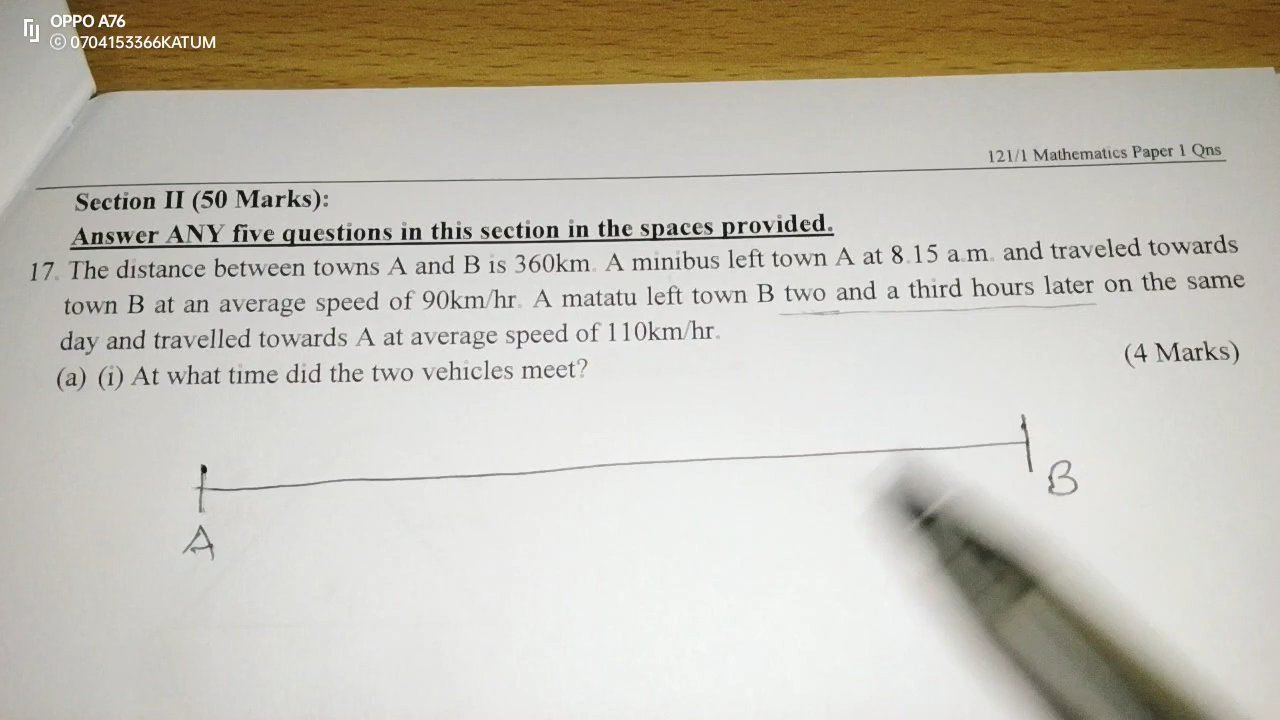 OPPO A76
© 0704153366KATUM
121/1 Mathematics Paper 1 Qns
Section II (50 Marks):
Answer ANY five questions in this section in the spaces provided.
17. The distance between towns A and B is 360km. A minibus left town A at 8.15 a.m. and traveled towards
town B at an average speed of 90km/hr. A matatu left town B two and a third hours later on the same
day and travelled towards A at average speed of 110km/hr.
(a) (i) At what time did the two vehicles meet? (4 Marks)
A B